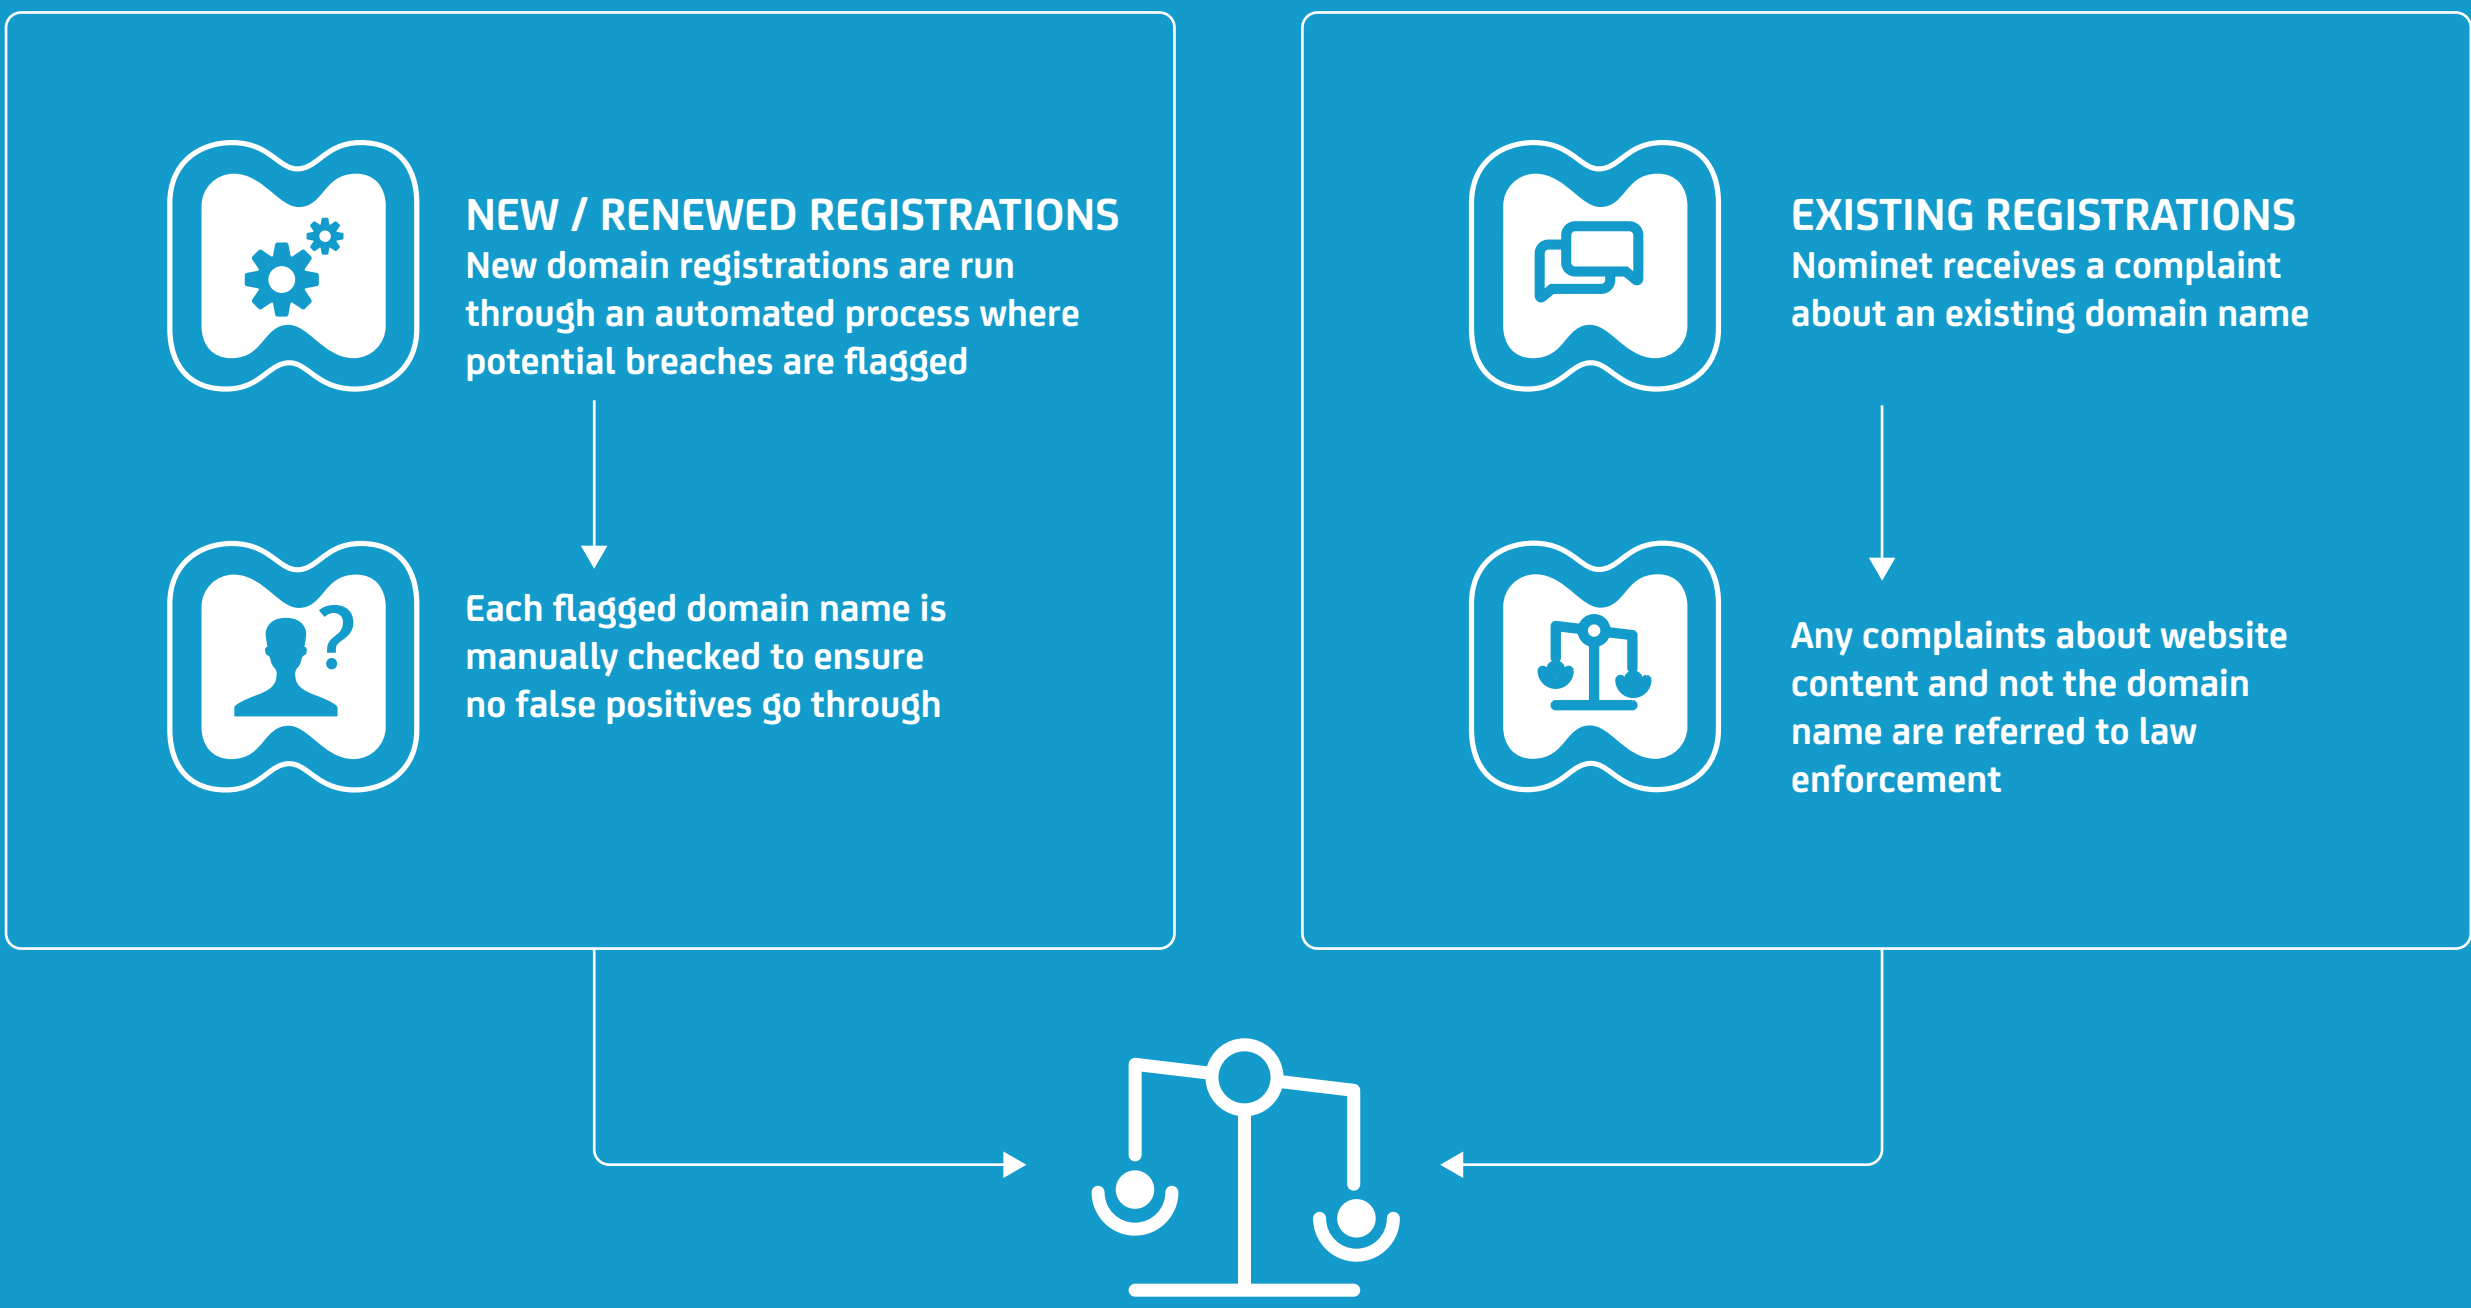 NEW / RENEWED REGISTRATIONS
New domain registrations are run
through an automated process where
potential breaches are flagged
Each flagged domain name is
manually checked to ensure
no false positives go through
EXISTING REGISTRATIONS
Nominet receives a complaint
about an existing domain name
Any complaints about website
content and not the domain
name are referred to law
enforcement